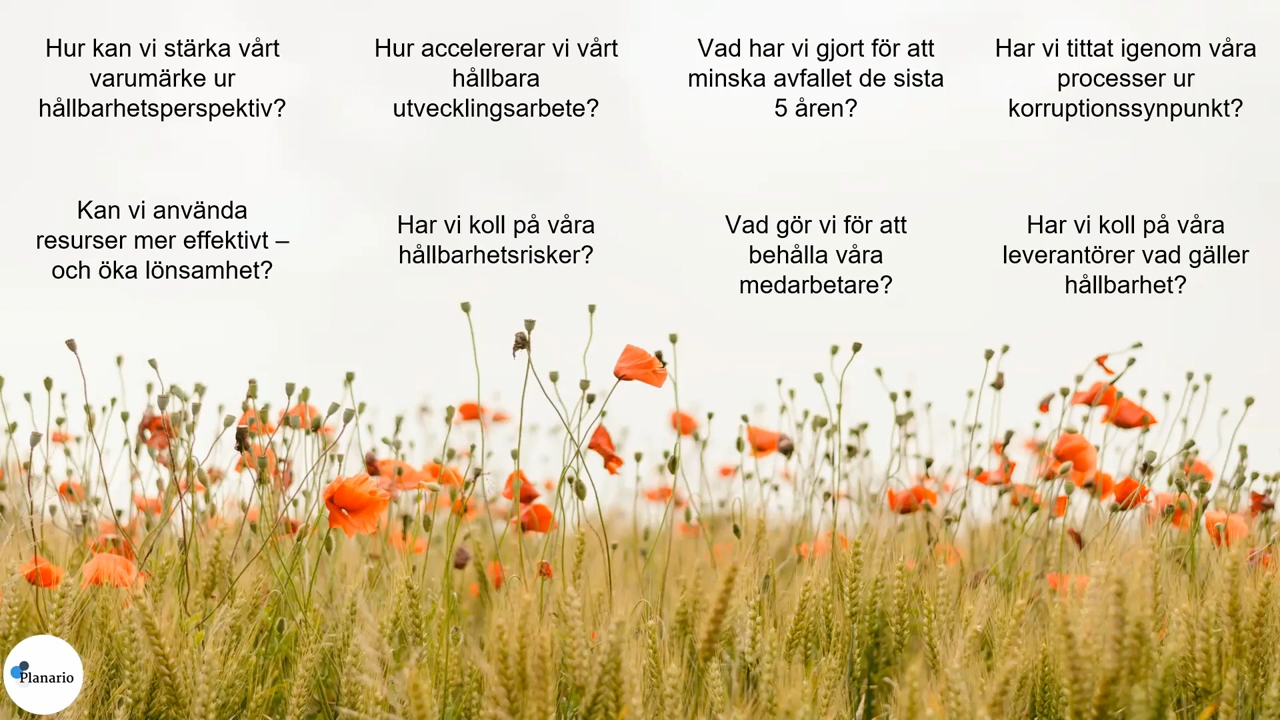 Hur kan vi stärka vårt
varumärke ur
hållbarhetsperspektiv?
Hur accelererar vi vårt
hållbara
utvecklingsarbete?
Vad har vi gjort för att
minska avfallet de sista
5 åren?
Har vi tittat igenom våra
processer ur
korruptionssynpunkt?
Kan vi använda
resurser mer effektivt –
och öka lönsamhet?
Har vi koll på våra
hållbarhetsrisker?
Vad gör vi för att
behålla våra
medarbetare?
Har vi koll på våra
leverantörer vad gäller
hållbarhet?
Planario